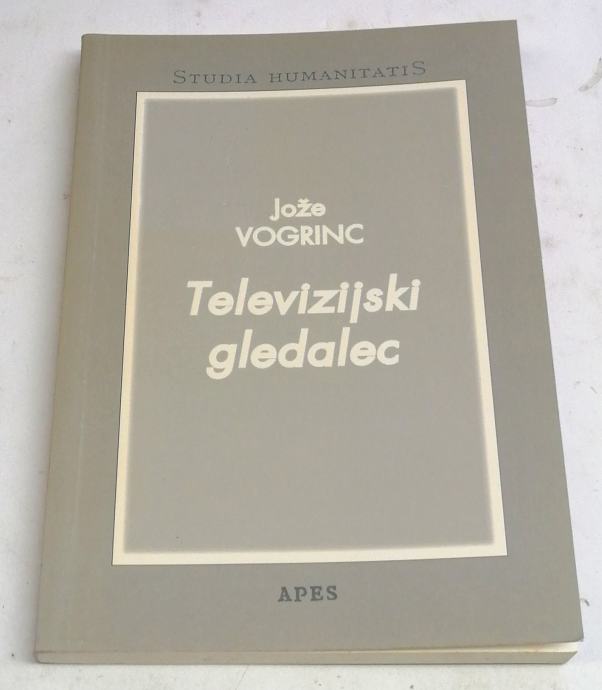 STUDIA HUMANITATIS
Jože
VOGRINC
Televizijski
gledalec
APES